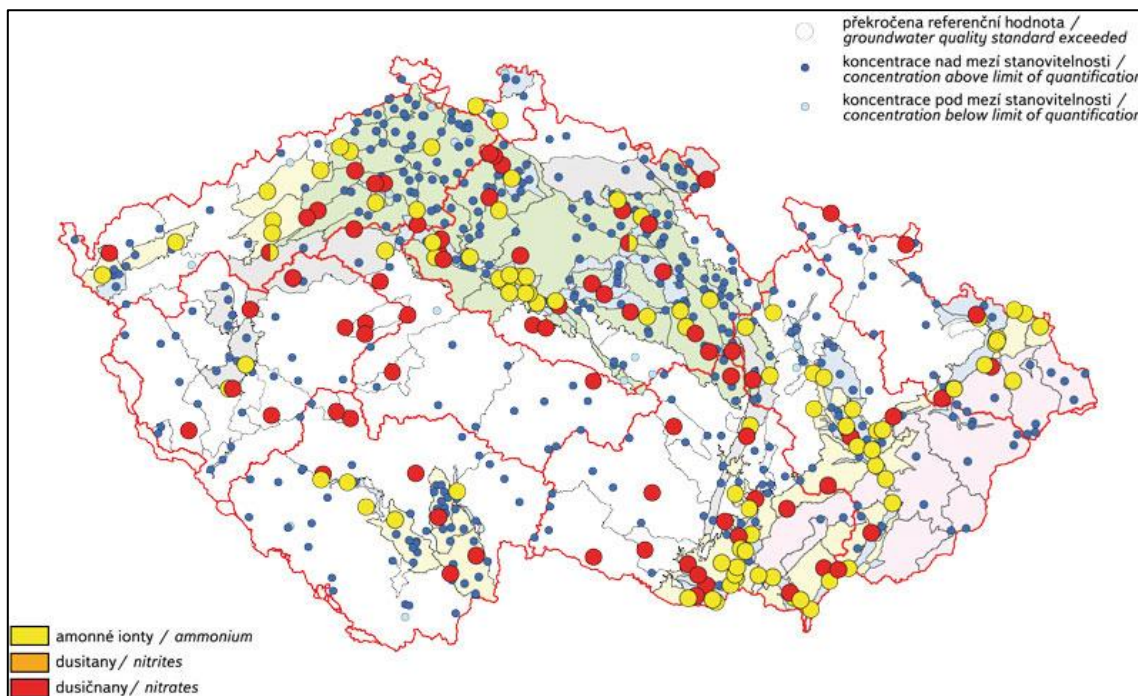 překročena referenční hodnota /
groundwater quality standard exceeded
koncentrace nad mezí stanovitelnosti /
concentration above limit of quantification
koncentrace pod mezí stanovitelnosti /
concentration below limit of quantification
amonné ionty / ammonium
dusitany / nitrites
dusičnany / nitrates